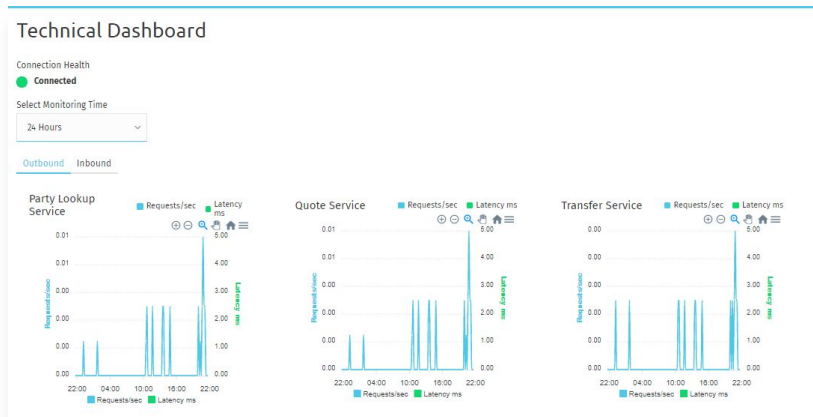 Technical Dashboard
Connection Health
Connected
Select Monitoring Time
24 Hours
Outbound Inbound
Party Lookup
Service
Requests/sec Latency
ms
0.01 5.00
0.01 4.00
0.00 3.00
0.00 2.00
0.00 1.00
0.00 0.00
Requests/sec
Latency ms
22:00 04:00 10:00 16:00 22:00
Requests/sec Latency ms
Quote Service Requests/sec Latency ms
0.01 5.00
0.00 4.00
0.00 3.00
0.00 2.00
0.00 1.00
0.00 0.00
Requests/sec
Latency ms
22:00 04:00 10:00 16:00 22:00
Requests/sec Latency ms
Transfer Service Requests/sec Latency ms
0.00 5.00
0.00 4.00
0.00 3.00
0.00 2.00
0.00 1.00
0.00 0.00
Requests/sec
Latency ms
22:00 04:00 10:00 16:00 22:00
Requests/sec Latency ms